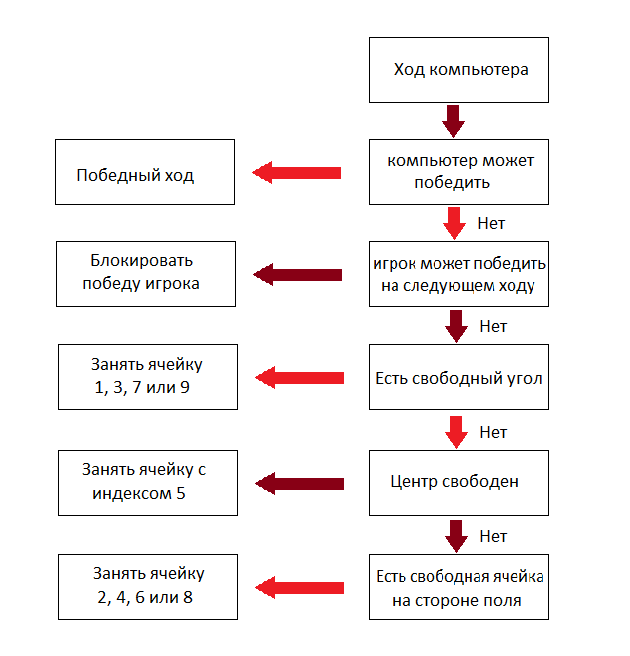 Ход компьютера
Победный ход
компьютер может
победить
Нет
Блокировать
победу игрока
игрок может победить
на следующем ходу
Нет
Занять ячейку
1, 3, 7 или 9
Есть свободный угол
Нет
Занять ячейку с
индексом 5
Центр свободен
Нет
Занять ячейку
2, 4, 6 или 8
Есть свободная ячейка
на стороне поля